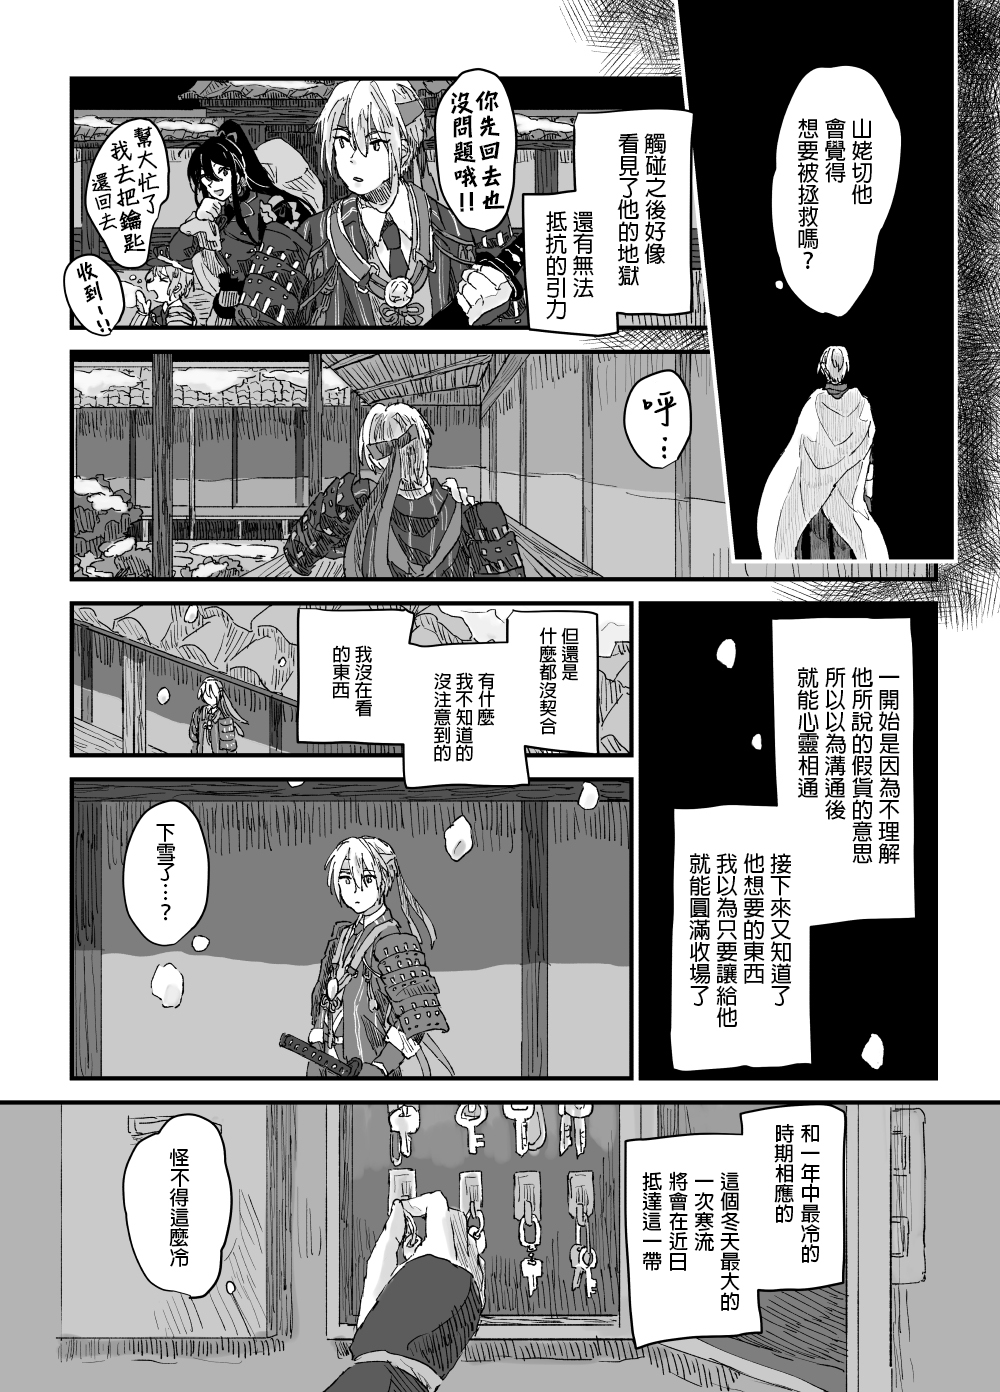 山姥切他
會覺得
想要被拯救嗎？
觸碰之後好像
看見了他的地獄
還有無法
抵抗的引力
你先回去也
沒問題哦!!
幫大忙了
我去把鑰匙
還回去
收到-!!
呼…
一開始是因為不理解
他所說的假貨的意思
所以以為溝通後
就能心靈相通
接下來又知道了
他想要的東西
我以為只要讓給他
就能圓滿收場了
但還是
什麼都沒契合
有什麼
我不知道的
沒注意到的
我沒在看
的東西
下雪了…？
和一年中最冷的
時期相應的
這個冬天最大的
一次寒流
將會在近日
抵達這一帶
怪不得這麼冷